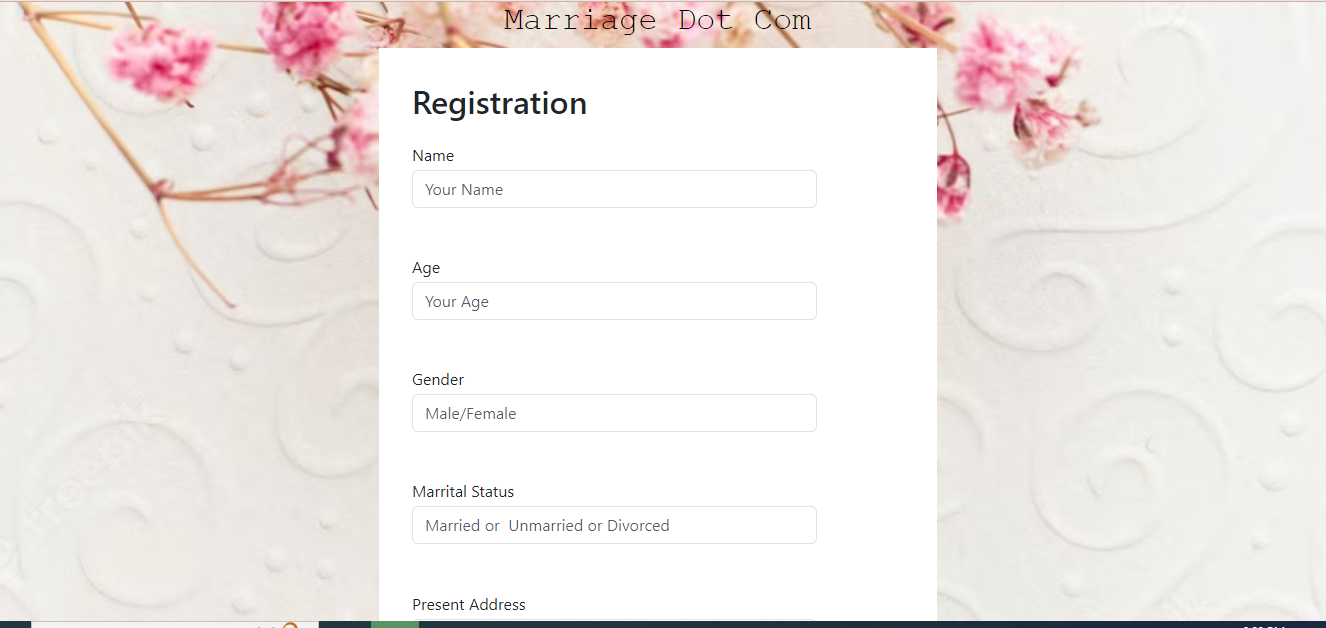 Marriage Dot Com
Registration
Name
Your Name
Age
Your Age
Gender
Male/Female
Marrital Status
Married or  Unmarried or Divorced
Present Address